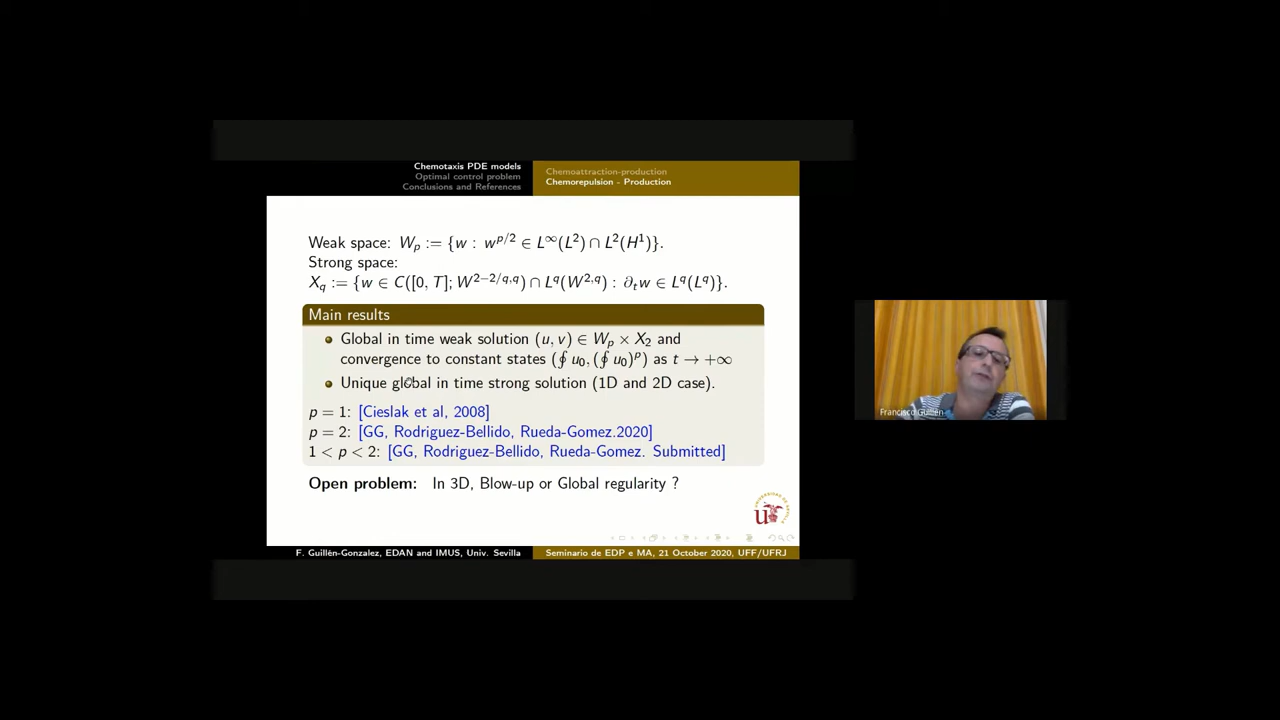 Chemotaxis PDE models
Optimal control problem
Conclusions and References
Chemoattraction-production
Chemorepulsion - Production
Weak space: W_p := {w : w^{p/2} ∈ L^∞(L^2) ∩ L^2(H^1)}.
Strong space:
X_q := {w ∈ C([0, T]; W^{2−2/q,q}) ∩ L^q(W^{2,q}) : ∂_t w ∈ L^q(L^q)}.
Main results
Global in time weak solution (u, v) ∈ W_p × X_2 and
convergence to constant states (∮ u_0, (∮ u_0)^p) as t → +∞
Unique global in time strong solution (1D and 2D case).
p = 1: [Cieslak et al, 2008]
p = 2: [GG, Rodriguez-Bellido, Rueda-Gomez.2020]
1 < p < 2: [GG, Rodriguez-Bellido, Rueda-Gomez. Submitted]
Open problem: In 3D, Blow-up or Global regularity ?
F. Guillén-Gonzalez, EDAN and IMUS, Univ. Sevilla
Seminario de EDP e MA, 21 October 2020, UFF/UFRJ
Francisco Guillén